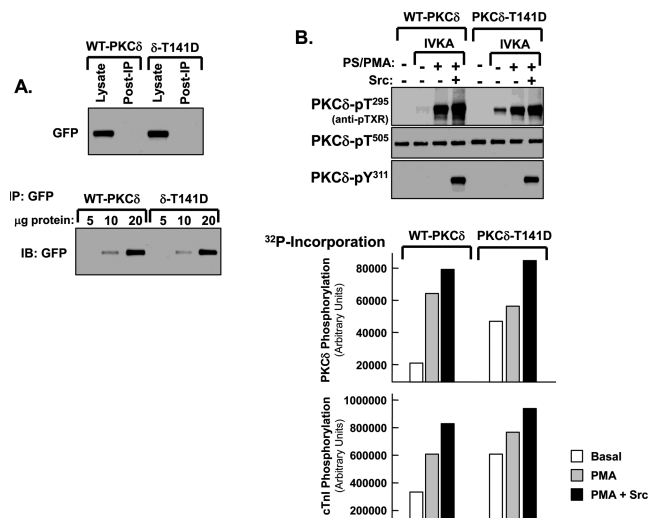 A.
WT-PKCδ δ-T141D
Lysate Post-IP Lysate Post-IP
GFP
IP: GFP
WT-PKCδ δ-T141D
µg protein: 5 10 20 5 10 20
IB: GFP
B.
WT-PKCδ PKCδ-T141D
IVKA IVKA
PS/PMA: - - + + - - + +
Src: + +
PKCδ-pT295
(anti-pTXR)
PKCδ-pT505
PKCδ-pY311
32P-Incorporation
WT-PKCδ PKCδ-T141D
PKCδ Phosphorylation
(Arbitrary Units)
80000
60000
40000
20000
cTnI Phosphorylation
(Arbitrary Units)
1000000
800000
600000
400000
200000
Basal
PMA
PMA + Src